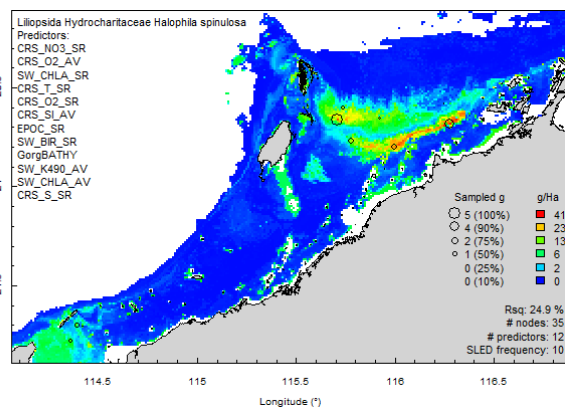 Liliopsida Hydrocharitaceae Halophila spinulosa
Predictors:
CRS_NO3_SR
CRS_O2_AV
SW_CHLA_SR
CRS_T_SR
CRS_O2_SR
CRS_SI_AV
EPOC_SR
SW_BIR_SR
GorgBATHY
SW_K490_AV
SW_CHLA_AV
CRS_S_SR
Sampled g g/Ha
5 (100%) 41
4 (90%) 23
2 (75%) 13
1 (50%) 6
0 (25%) 2
0 (10%) 0
Rsq: 24.9 %
# nodes: 35
# predictors: 12
SLED frequency: 10
114.5 115 115.5 116 116.5
Longitude (°)